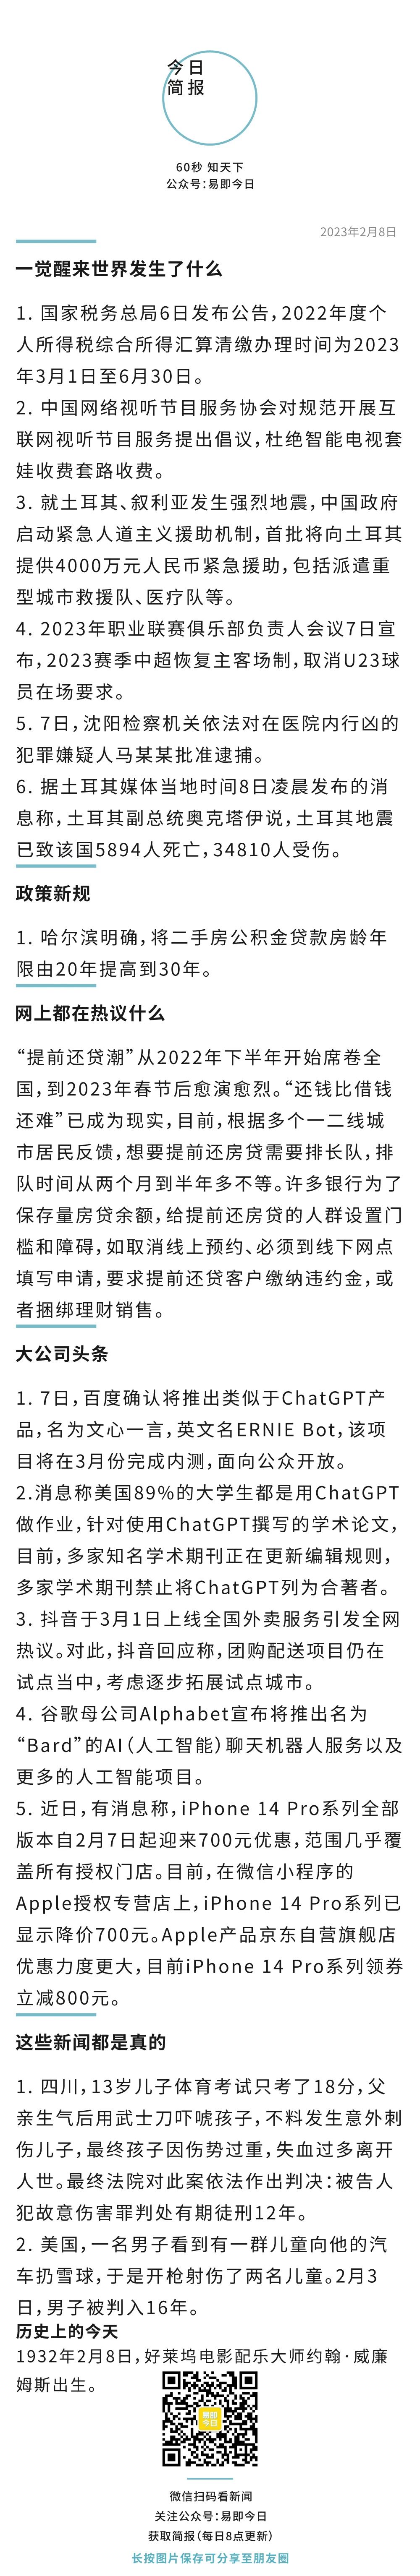 今日
简报
60秒 知天下
公众号:易即今日
2023年2月8日
一觉醒来世界发生了什么
1. 国家税务总局6日发布公告,2022年度个
人所得税综合所得汇算清缴办理时间为2023
年3月1日至6月30日。
2. 中国网络视听节目服务协会对规范开展互
联网视听节目服务提出倡议,杜绝智能电视套
娃收费套路收费。
3. 就土耳其、叙利亚发生强烈地震,中国政府
启动紧急人道主义援助机制,首批将向土耳其
提供4000万元人民币紧急援助,包括派遣重
型城市救援队、医疗队等。
4. 2023年职业联赛俱乐部负责人会议7日宣
布,2023赛季中超恢复主客场制,取消U23球
员在场要求。
5. 7日,沈阳检察机关依法对在医院内行凶的
犯罪嫌疑人马某某批准逮捕。
6. 据土耳其媒体当地时间8日凌晨发布的消
息称,土耳其副总统奥克塔伊说,土耳其地震
已致该国5894人死亡,34810人受伤。
政策新规
1. 哈尔滨明确,将二手房公积金贷款房龄年
限由20年提高到30年。
网上都在热议什么
“提前还贷潮”从2022年下半年开始席卷全
国,到2023年春节后愈演愈烈。“还钱比借钱
还难”已成为现实,目前,根据多个一二线城
市居民反馈,想要提前还房贷需要排长队,排
队时间从两个月到半年多不等。许多银行为了
保存量房贷余额,给提前还房贷的人群设置门
槛和障碍,如取消线上预约、必须到线下网点
填写申请,要求提前还贷客户缴纳违约金,或
者捆绑理财销售。
大公司头条
1. 7日,百度确认将推出类似于ChatGPT产
品,名为文心一言,英文名ERNIE Bot,该项
目将在3月份完成内测,面向公众开放。
2.消息称美国89%的大学生都是用ChatGPT
做作业,针对使用ChatGPT撰写的学术论文,
目前,多家知名学术期刊正在更新编辑规则,
多家学术期刊禁止将ChatGPT列为合著者。
3. 抖音于3月1日上线全国外卖服务引发全网
热议。对此,抖音回应称,团购配送项目仍在
试点当中,考虑逐步拓展试点城市。
4. 谷歌母公司Alphabet宣布将推出名为
“Bard”的AI(人工智能)聊天机器人服务以及
更多的人工智能项目。
5. 近日,有消息称,iPhone 14 Pro系列全部
版本自2月7日起迎来700元优惠,范围几乎覆
盖所有授权门店。目前,在微信小程序的
Apple授权专营店上,iPhone 14 Pro系列已
显示降价700元。Apple产品京东自营旗舰店
优惠力度更大,目前iPhone 14 Pro系列领券
立减800元。
这些新闻都是真的
1. 四川,13岁儿子体育考试只考了18分,父
亲生气后用武士刀吓唬孩子,不料发生意外刺
伤儿子,最终孩子因伤势过重,失血过多离开
人世。最终法院对此案依法作出判决:被告人
犯故意伤害罪判处有期徒刑12年。
2. 美国,一名男子看到有一群儿童向他的汽
车扔雪球,于是开枪射伤了两名儿童。2月3
日,男子被判入16年。
历史上的今天
1932年2月8日,好莱坞电影配乐大师约翰·威廉
姆斯出生。
易即
今日
微信扫码看新闻
关注公众号:易即今日
获取简报(每日8点更新)
长按图片保存可分享至朋友圈